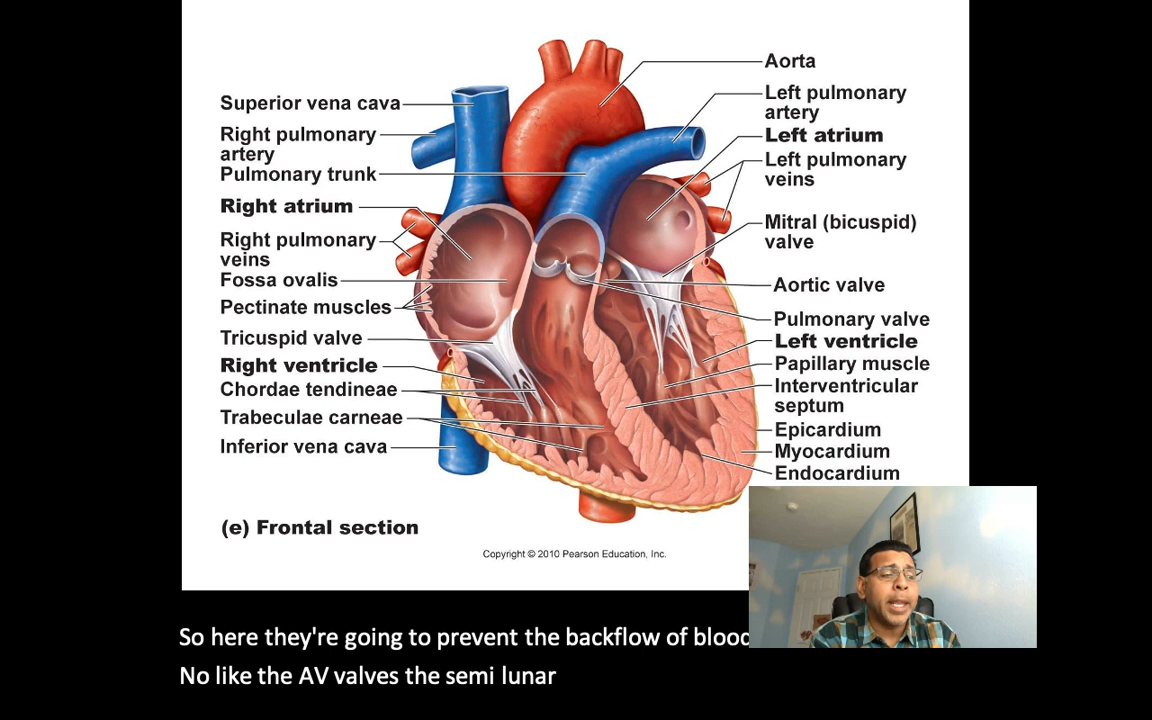 Superior vena cava
Right pulmonary
artery
Pulmonary trunk
Right atrium
Right pulmonary
veins
Fossa ovalis
Pectinate muscles
Tricuspid valve
Right ventricle
Chordae tendineae
Trabeculae carneae
Inferior vena cava
Aorta
Left pulmonary
artery
Left atrium
Left pulmonary
veins
Mitral (bicuspid)
valve
Aortic valve
Pulmonary valve
Left ventricle
Papillary muscle
Interventricular
septum
Epicardium
Myocardium
Endocardium
(e) Frontal section
Copyright © 2010 Pearson Education, Inc.
So here they're going to prevent the backflow of blood
No like the AV valves the semi lunar